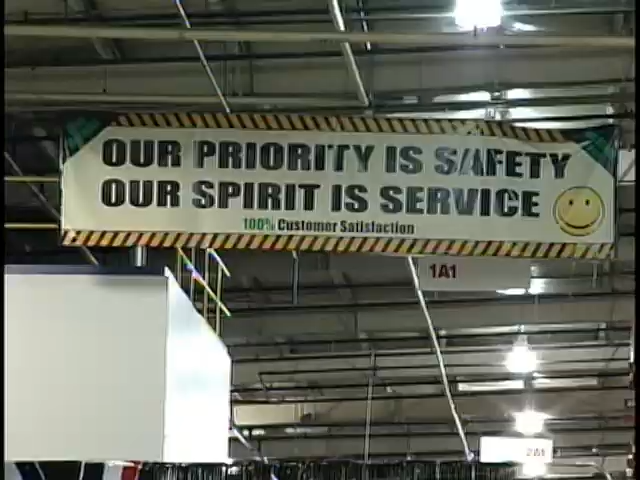 OUR PRIORITY IS SAFETY
OUR SPIRIT IS SERVICE
100% Customer Satisfaction
1A1